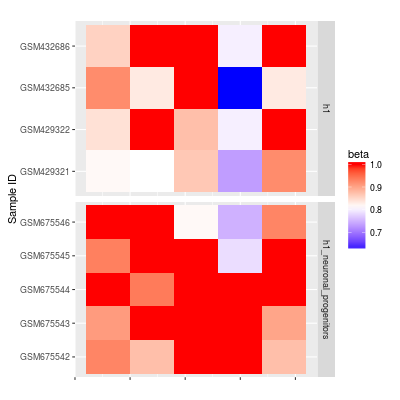 GSM432686
GSM432685
GSM429322
GSM429321
h1
GSM675546
GSM675545
GSM675544
GSM675543
GSM675542
h1_neuronal_progenitors
Sample ID
beta
1.0
0.9
0.8
0.7